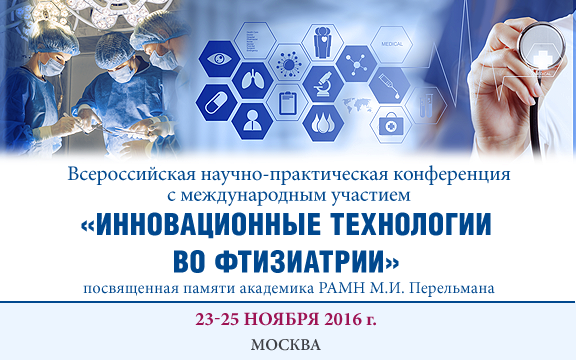 MEDICAL
Всероссийская научно-практическая конференция
с международным участием
«ИННОВАЦИОННЫЕ ТЕХНОЛОГИИ
ВО ФТИЗИАТРИИ»
посвященная памяти академика РАМН М.И. Перельмана
23-25 НОЯБРЯ 2016 г.
МОСКВА